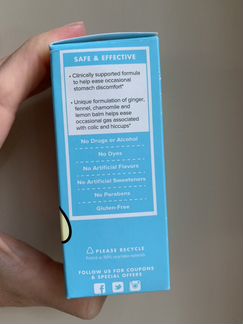 SAFE & EFFECTIVE
• Clinically supported formula
to help ease occasional
stomach discomfort*
• Unique formulation of ginger,
fennel, chamomile and
lemon balm helps ease
occasional gas associated
with colic and hiccups*
No Drugs or Alcohol
No Dyes
No Artificial Flavors
No Artificial Sweeteners
No Parabens
Gluten-Free
PLEASE RECYCLE
FOLLOW US FOR COUPONS
& SPECIAL OFFERS